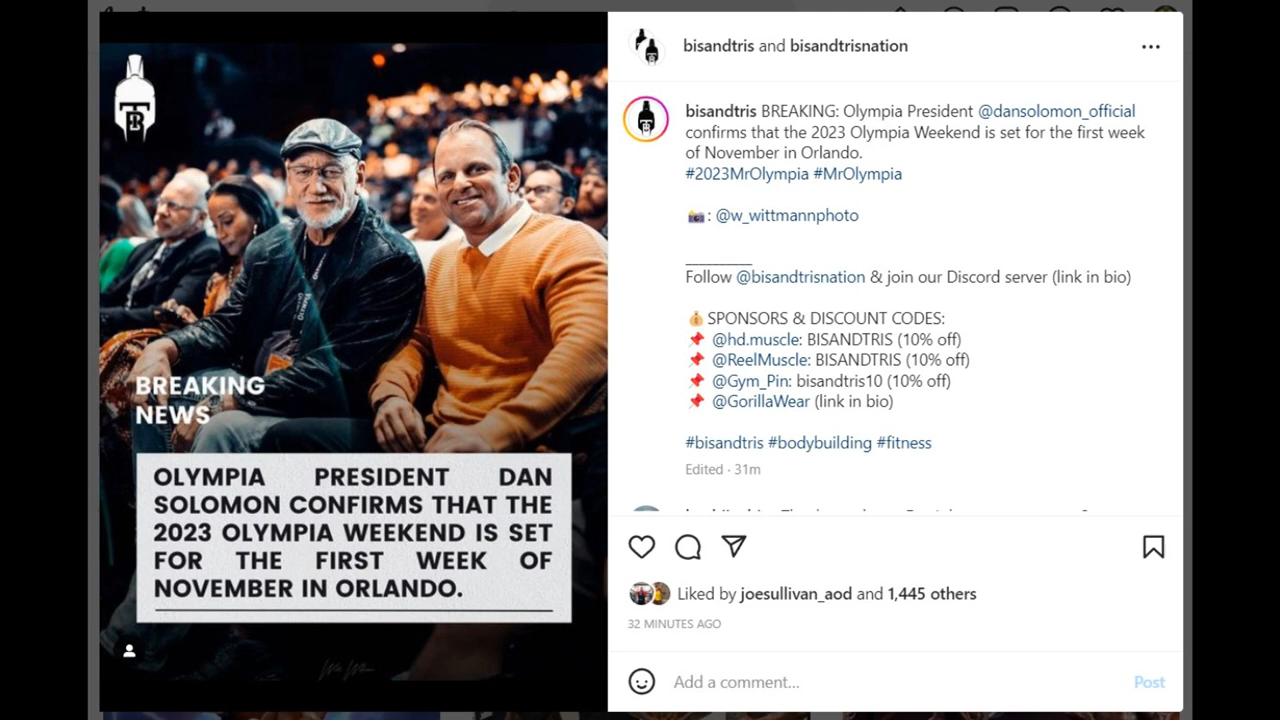 BREAKING
NEWS
OLYMPIA PRESIDENT DAN
SOLOMON CONFIRMS THAT THE
2023 OLYMPIA WEEKEND IS SET
FOR THE FIRST WEEK OF
NOVEMBER IN ORLANDO.
bisandtris and bisandtrisnation
bisandtris BREAKING: Olympia President @dansolomon_official
confirms that the 2023 Olympia Weekend is set for the first week
of November in Orlando.
#2023MrOlympia #MrOlympia
📸 : @w_wittmannphoto
__________
Follow @bisandtrisnation & join our Discord server (link in bio)
💰 SPONSORS & DISCOUNT CODES:
📌 @hd.muscle: BISANDTRIS (10% off)
📌 @ReelMuscle: BISANDTRIS (10% off)
📌 @Gym_Pin: bisandtris10 (10% off)
📌 @GorillaWear (link in bio)
#bisandtris #bodybuilding #fitness
Edited · 31m
Liked by joesullivan_aod and 1,445 others
32 MINUTES AGO
Add a comment...
Post